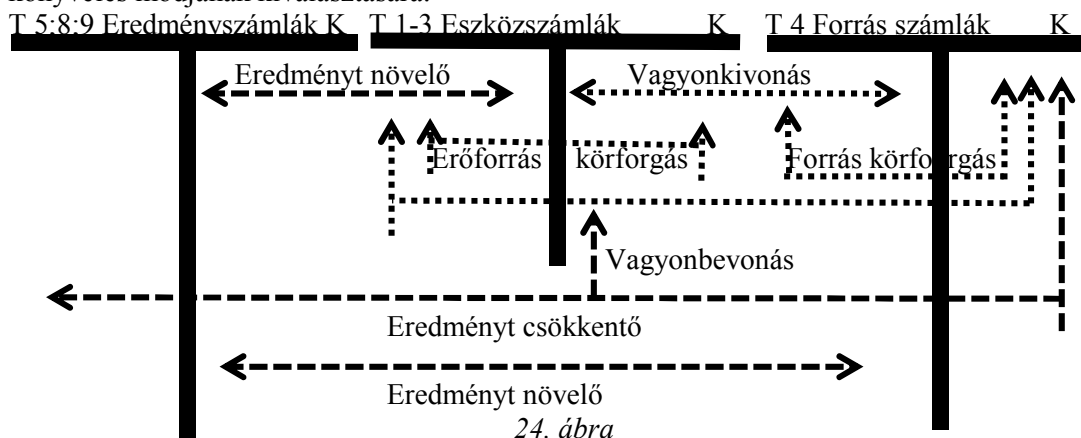 könyvelés módjának kiválasztására.
T 5;8;9 Eredményszámlák K T 1-3 Eszközszámlák K T 4 Forrás számlák K
Eredményt növelő Vagyonkivonás
Erőforrás körforgás Forrás körforgás
Vagyonbevonás
Eredményt csökkentő
Eredményt növelő
24. ábra